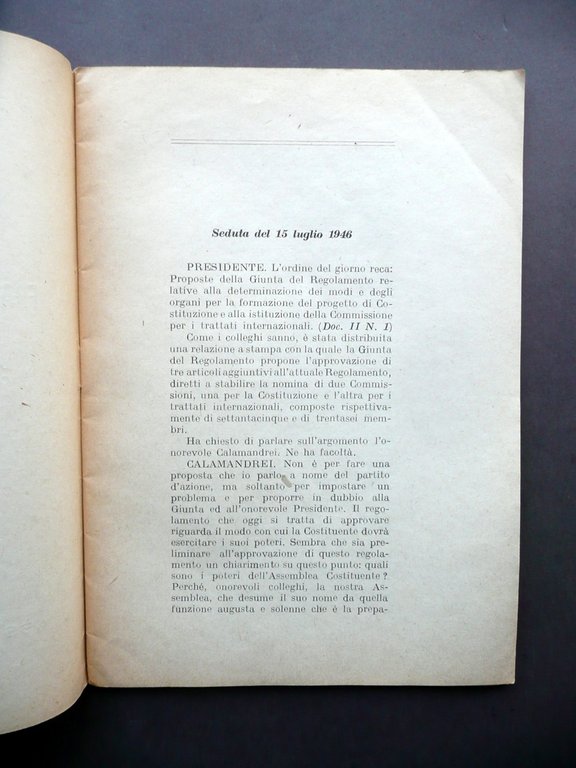 Seduta del 15 luglio 1946
PRESIDENTE. L'ordine del giorno reca:
Proposte della Giunta del Regolamento re-
lative alla determinazione dei modi e degli
organi per la formazione del progetto di Co-
stituzione e alla istituzione della Commissione
per i trattati internazionali. (Doc. II N. 1)
Come i colleghi sanno, è stata distribuita
una relazione a stampa con la quale la Giunta
del Regolamento propone l'approvazione di
tre articoli aggiuntivi all'attuale Regolamento,
diretti a stabilire la nomina di due Commis-
sioni, una per la Costituzione e l'altra per i
trattati internazionali, composte rispettiva-
mente di settantacinque e di trentasei mem-
bri.
Ha chiesto di parlare sull'argomento l'o-
norevole Calamandrei. Ne ha facoltà.
CALAMANDREI. Non è per fare una
proposta che io parlo a nome del partito
d'azione, ma soltanto per impostare un
problema e per proporre in dubbio alla
Giunta ed all'onorevole Presidente. Il rego-
lamento che oggi si tratta di approvare
riguarda il modo con cui la Costituente dovrà
esercitare i suoi poteri. Sembra che sia pre-
liminare all'approvazione di questo regola-
mento un chiarimento su questo punto: quali
sono i poteri dell'Assemblea Costituente?
Perché, onorevoli colleghi, la nostra As-
semblea, che desume il suo nome da quella
funzione augusta e solenne che è la prepa-